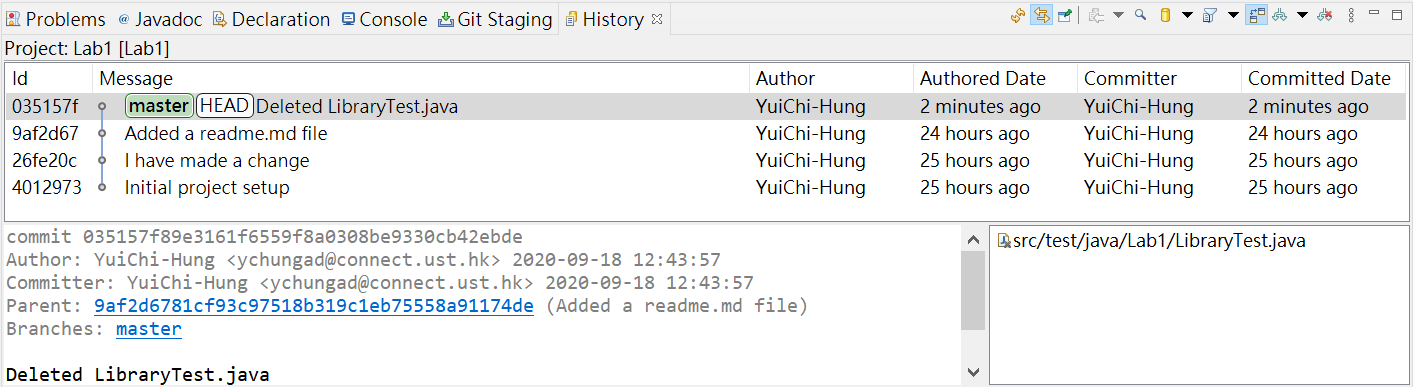 Problems @ Javadoc Declaration Console Git Staging History
Project: Lab1 [Lab1]
Id Message Author Authored Date Committer Committed Date
035157f master HEAD Deleted LibraryTest.java YuiChi-Hung 2 minutes ago YuiChi-Hung 2 minutes ago
9af2d67 Added a readme.md file YuiChi-Hung 24 hours ago YuiChi-Hung 24 hours ago
26fe20c I have made a change YuiChi-Hung 25 hours ago YuiChi-Hung 25 hours ago
4012973 Initial project setup YuiChi-Hung 25 hours ago YuiChi-Hung 25 hours ago
commit 035157f89e3161f6559f8a0308be9330cb42ebde
Author: YuiChi-Hung <ychungad@connect.ust.hk> 2020-09-18 12:43:57
Committer: YuiChi-Hung <ychungad@connect.ust.hk> 2020-09-18 12:43:57
Parent: 9af2d6781cf93c97518b319c1eb75558a91174de (Added a readme.md file)
Branches: master
Deleted LibraryTest.java
src/test/java/Lab1/LibraryTest.java